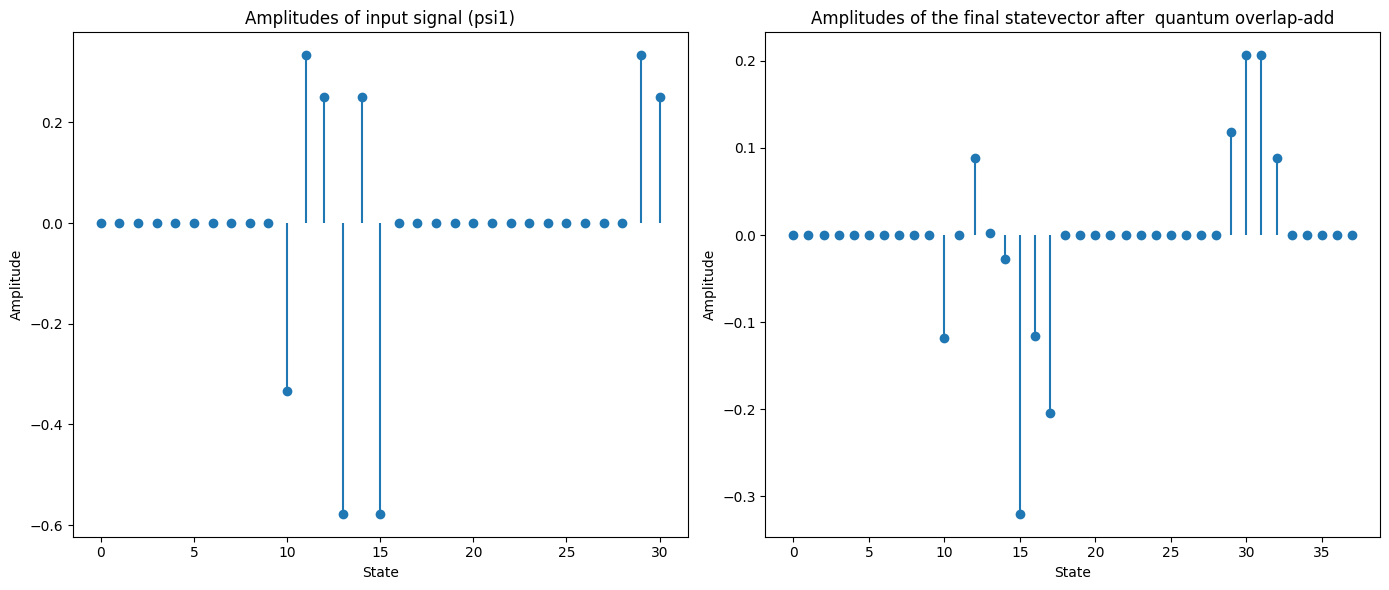 Amplitudes of input signal (psi1)
Amplitude
0.2
0.0
−0.2
−0.4
−0.6
0 5 10 15 20 25 30
State
Amplitudes of the final statevector after  quantum overlap-add
Amplitude
0.2
0.1
0.0
−0.1
−0.2
−0.3
0 5 10 15 20 25 30 35
State